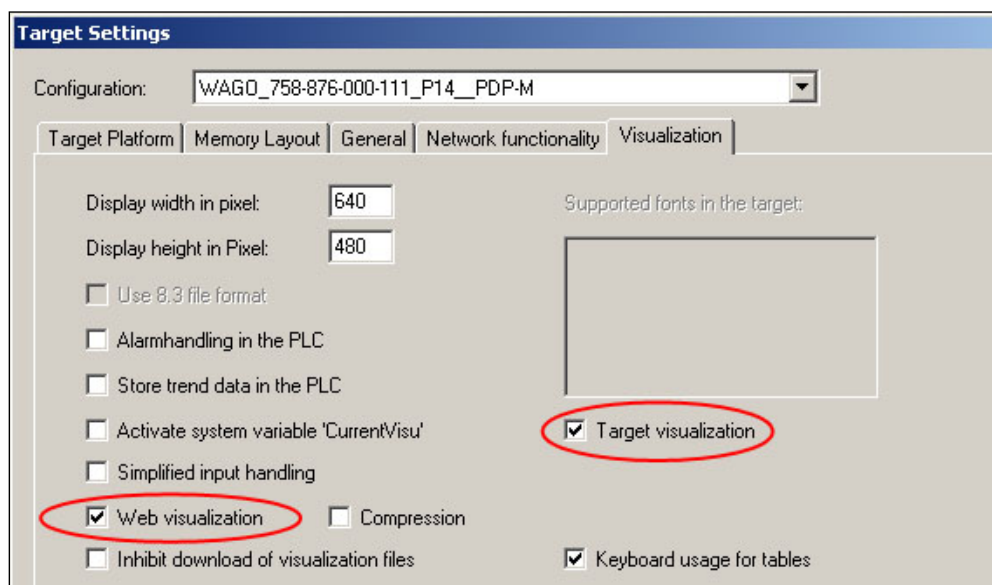 Target Settings
Configuration: WAGO_758-876-000-111_P14__PDP-M
Target Platform Memory Layout General Network functionality Visualization
Display width in pixel: 640 Supported fonts in the target:
Display height in Pixel: 480
Use 8.3 file format
Alarmhandling in the PLC
Store trend data in the PLC
Activate system variable 'CurrentVisu' Target visualization
Simplified input handling
Web visualization Compression
Inhibit download of visualization files Keyboard usage for tables